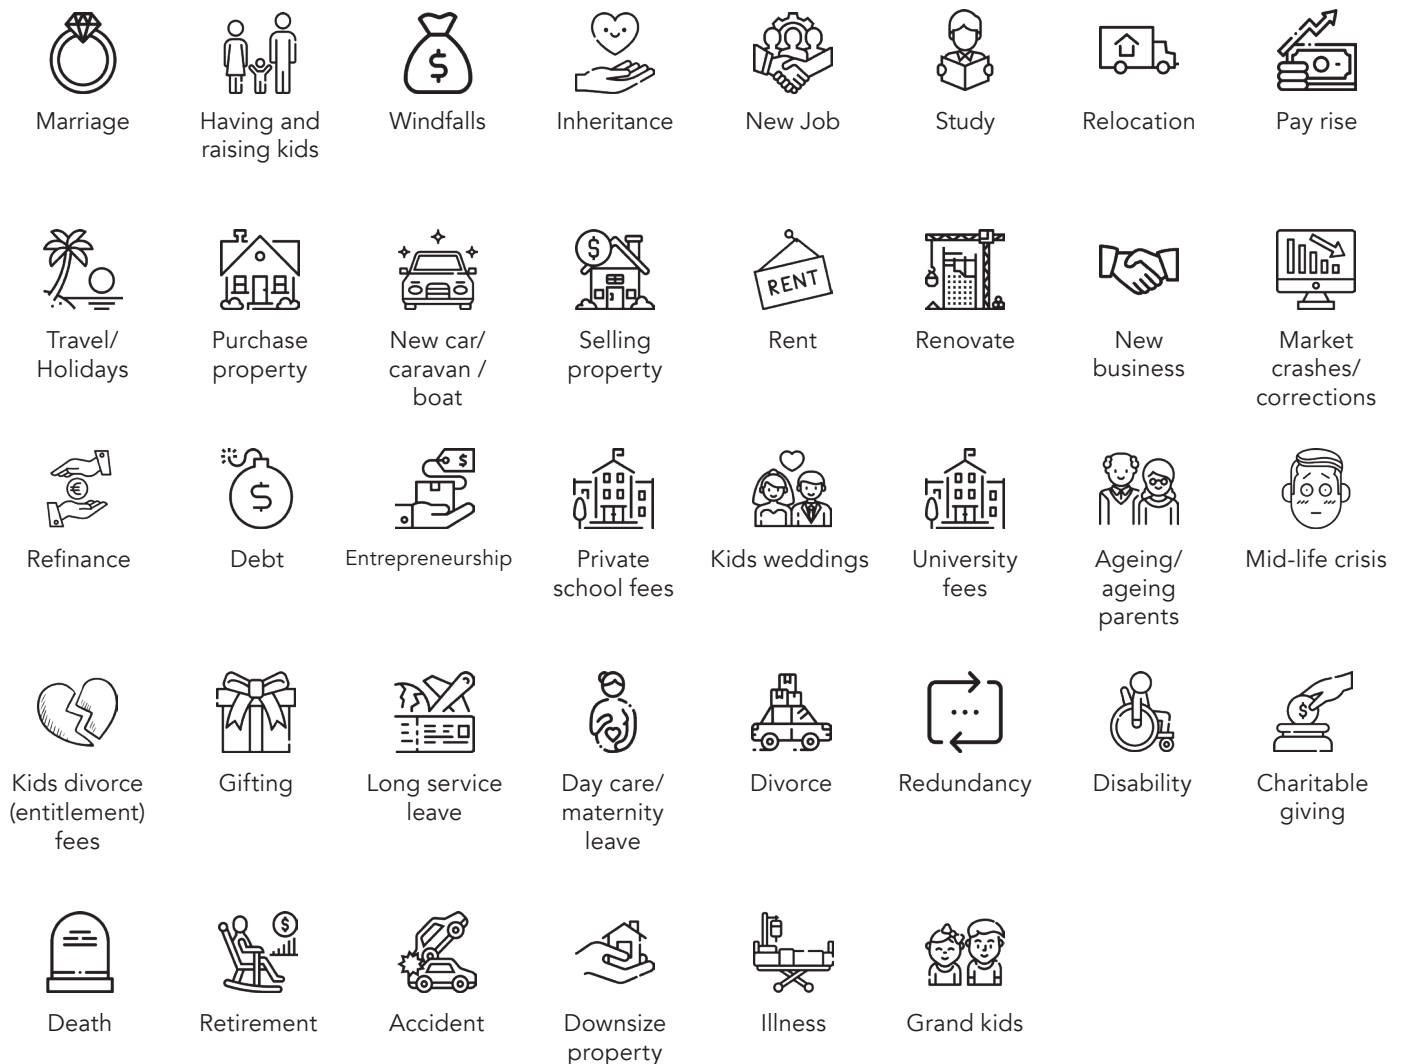 Marriage
Having and
raising kids
$
Windfalls
Inheritance
New Job
Study
Relocation
Pay rise
Travel/
Holidays
Purchase
property
New car/
caravan /
boat
$
Selling
property
RENT
Rent
Renovate
New
business
Market
crashes/
corrections
€
Refinance
$
Debt
$
Entrepreneurship
Private
school fees
Kids weddings
University
fees
Ageing/
ageing
parents
Mid-life crisis
Kids divorce
(entitlement)
fees
Gifting
Long service
leave
Day care/
maternity
leave
Divorce
Redundancy
Disability
$
Charitable
giving
Death
$
Retirement
Accident
Downsize
property
Illness
Grand kids